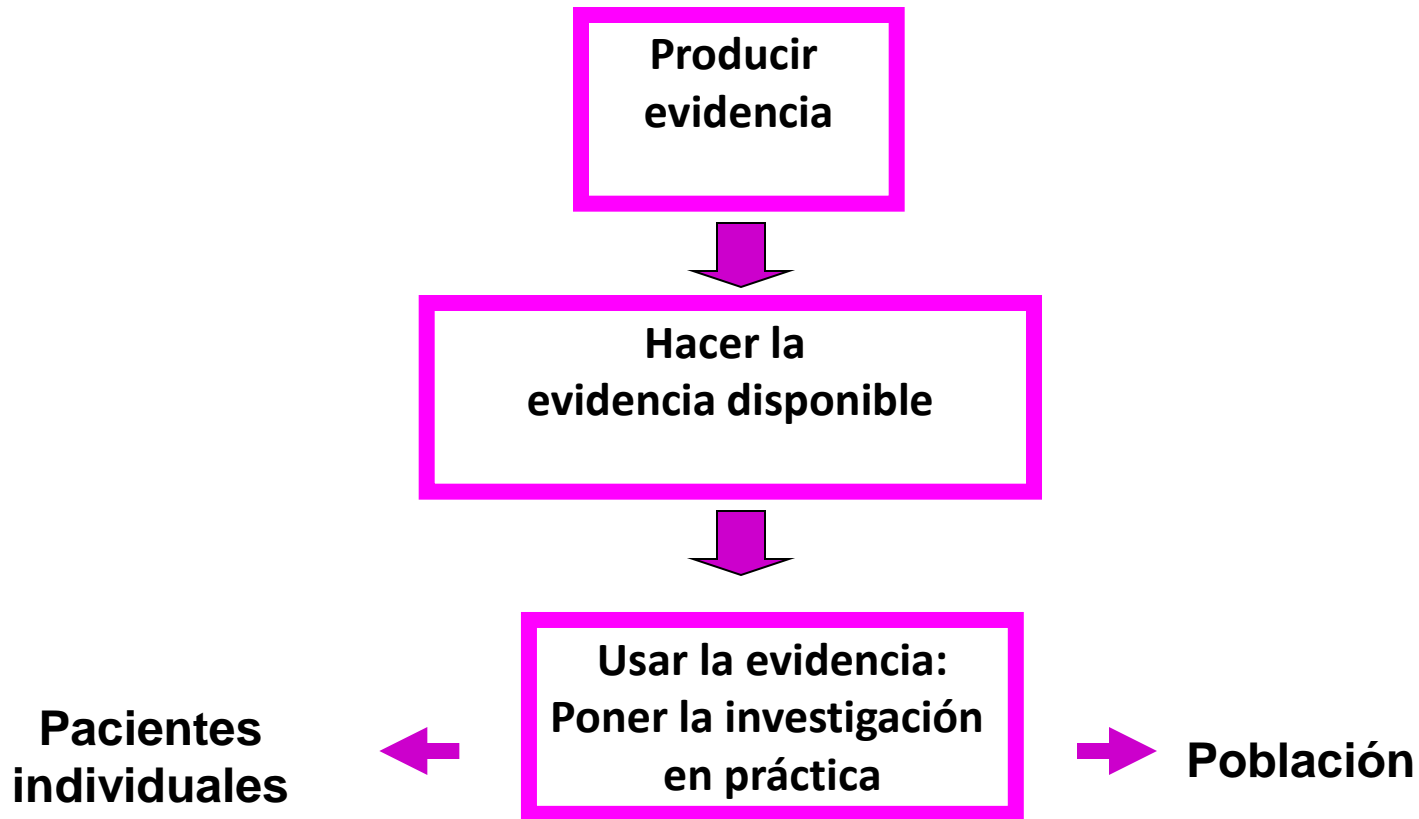 Producir
evidencia
Hacer la
evidencia disponible
Usar la evidencia:
Poner la investigación
en práctica
Pacientes
individuales
Población